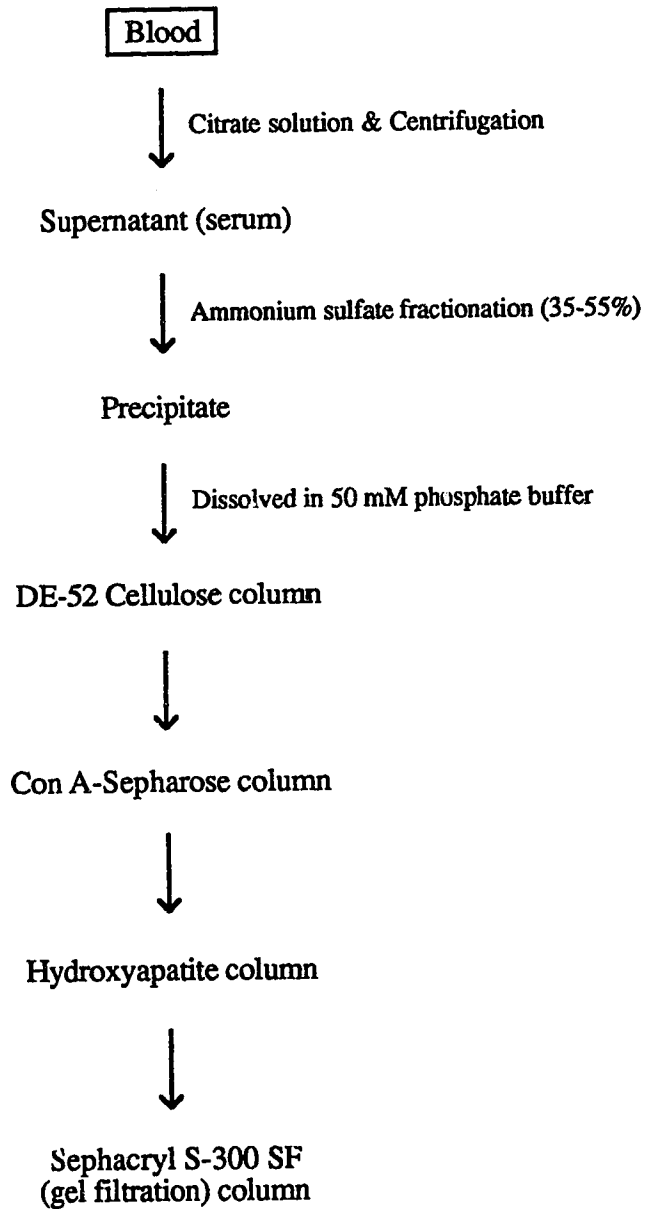 Blood
Citrate solution & Centrifugation
Supernatant (serum)
Ammonium sulfate fractionation (35-55%)
Precipitate
Dissolved in 50 mM phosphate buffer
DE-52 Cellulose column
Con A-Sepharose column
Hydroxyapatite column
Sephacryl S-300 SF
(gel filtration) column